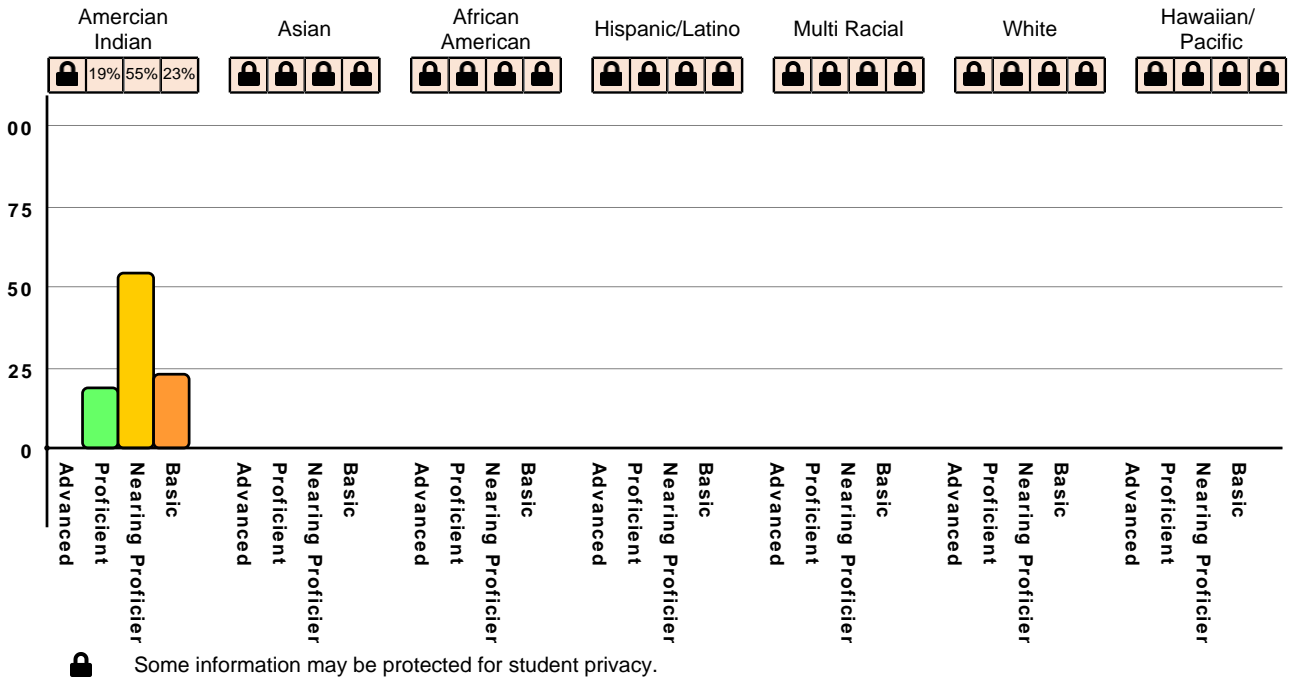 Amercian
Indian
Asian
African
American
Hispanic/Latino
Multi Racial
White
Hawaiian/
Pacific
19% 55% 23%
00
75
50
25
0
Advanced
Proficient
Nearing Proficier
Basic
Advanced
Proficient
Nearing Proficier
Basic
Advanced
Proficient
Nearing Proficier
Basic
Advanced
Proficient
Nearing Proficier
Basic
Advanced
Proficient
Nearing Proficier
Basic
Advanced
Proficient
Nearing Proficier
Basic
Advanced
Proficient
Nearing Proficier
Basic
Some information may be protected for student privacy.